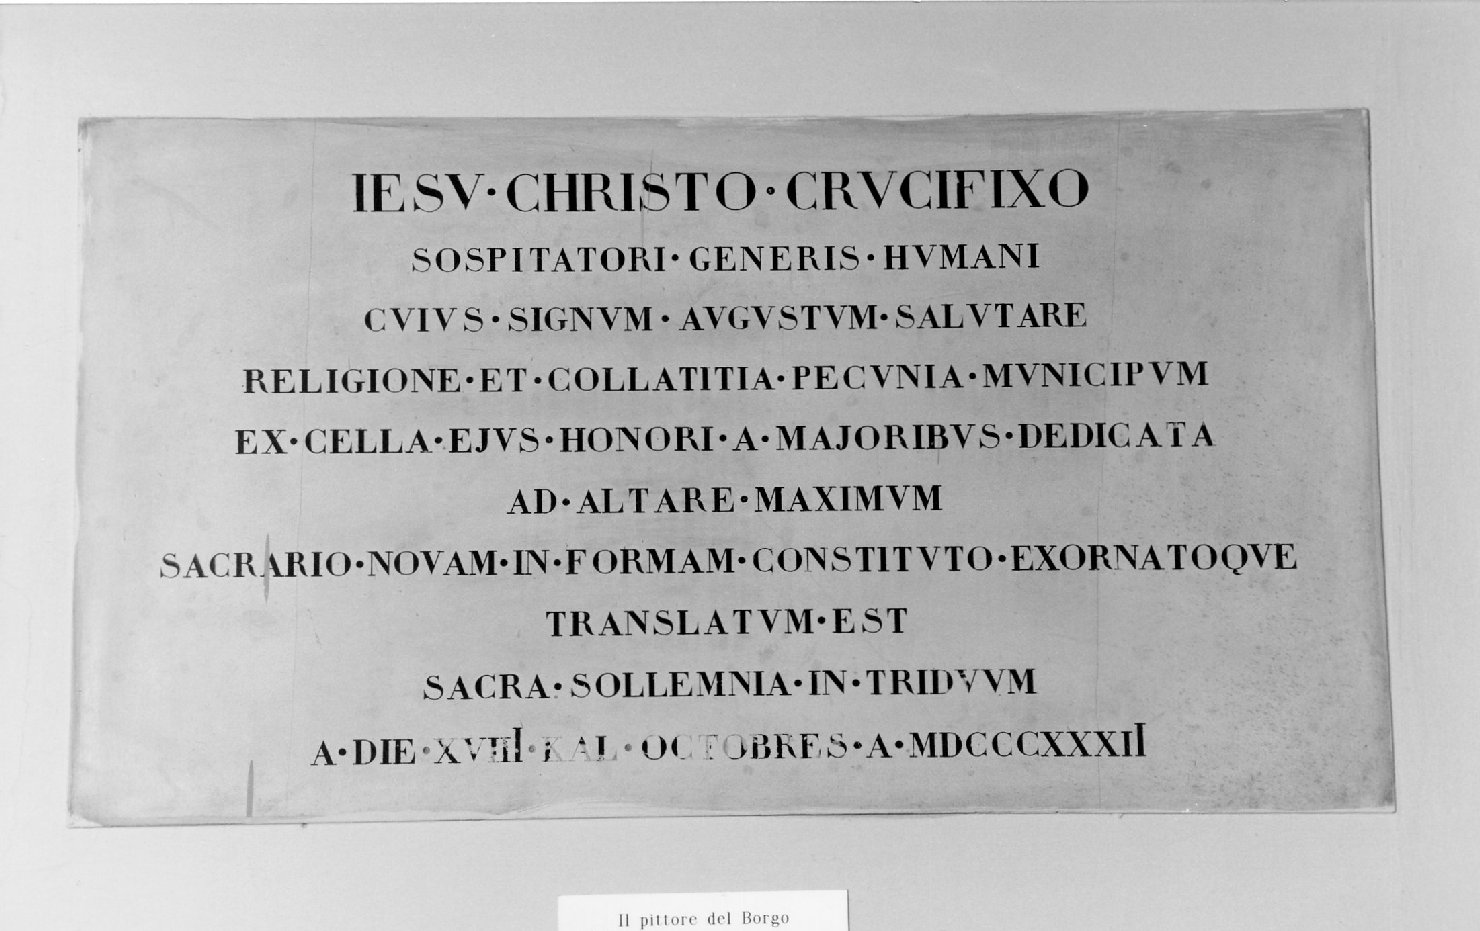 IESV·CHRISTO·CRVCIFIXO
SOSPITATORI·GENERIS·HVMANI
CVIVS·SIGNVM·AVGVSTVM·SALVTARE
RELIGIONE·ET·COLLATITIA·PECVNIA·MVNICIPVM
EX·CELLA·EJVS·HONORI·A·MAJORIBVS·DEDICATA
AD·ALTARE·MAXIMVM
SACRARIO·NOVAM·IN·FORMAM·CONSTITVTO·EXORNATOQVE
TRANSLATVM·EST
SACRA·SOLLEMNIA·IN·TRIDVVM
A·DIE·XVIII·KAL·OCTOBRES·A·MDCCCXXXII
Il pittore del Borgo